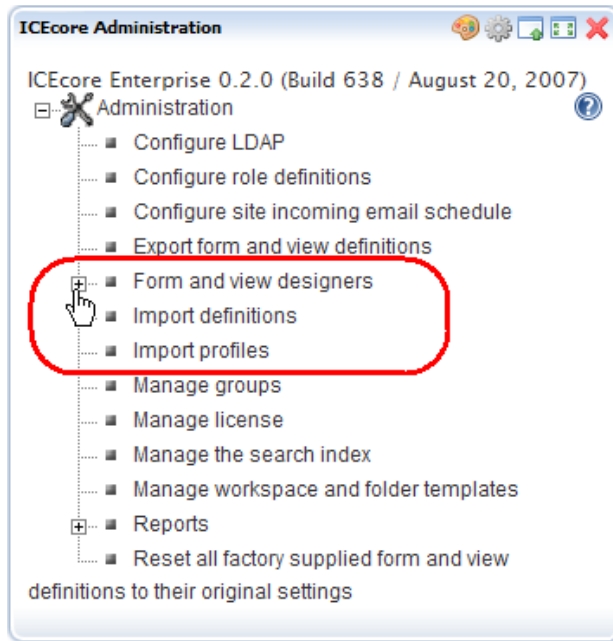 ICEcore Administration
ICEcore Enterprise 0.2.0 (Build 638 / August 20, 2007)
Administration
Configure LDAP
Configure role definitions
Configure site incoming email schedule
Export form and view definitions
Form and view designers
Import definitions
Import profiles
Manage groups
Manage license
Manage the search index
Manage workspace and folder templates
Reports
Reset all factory supplied form and view
definitions to their original settings